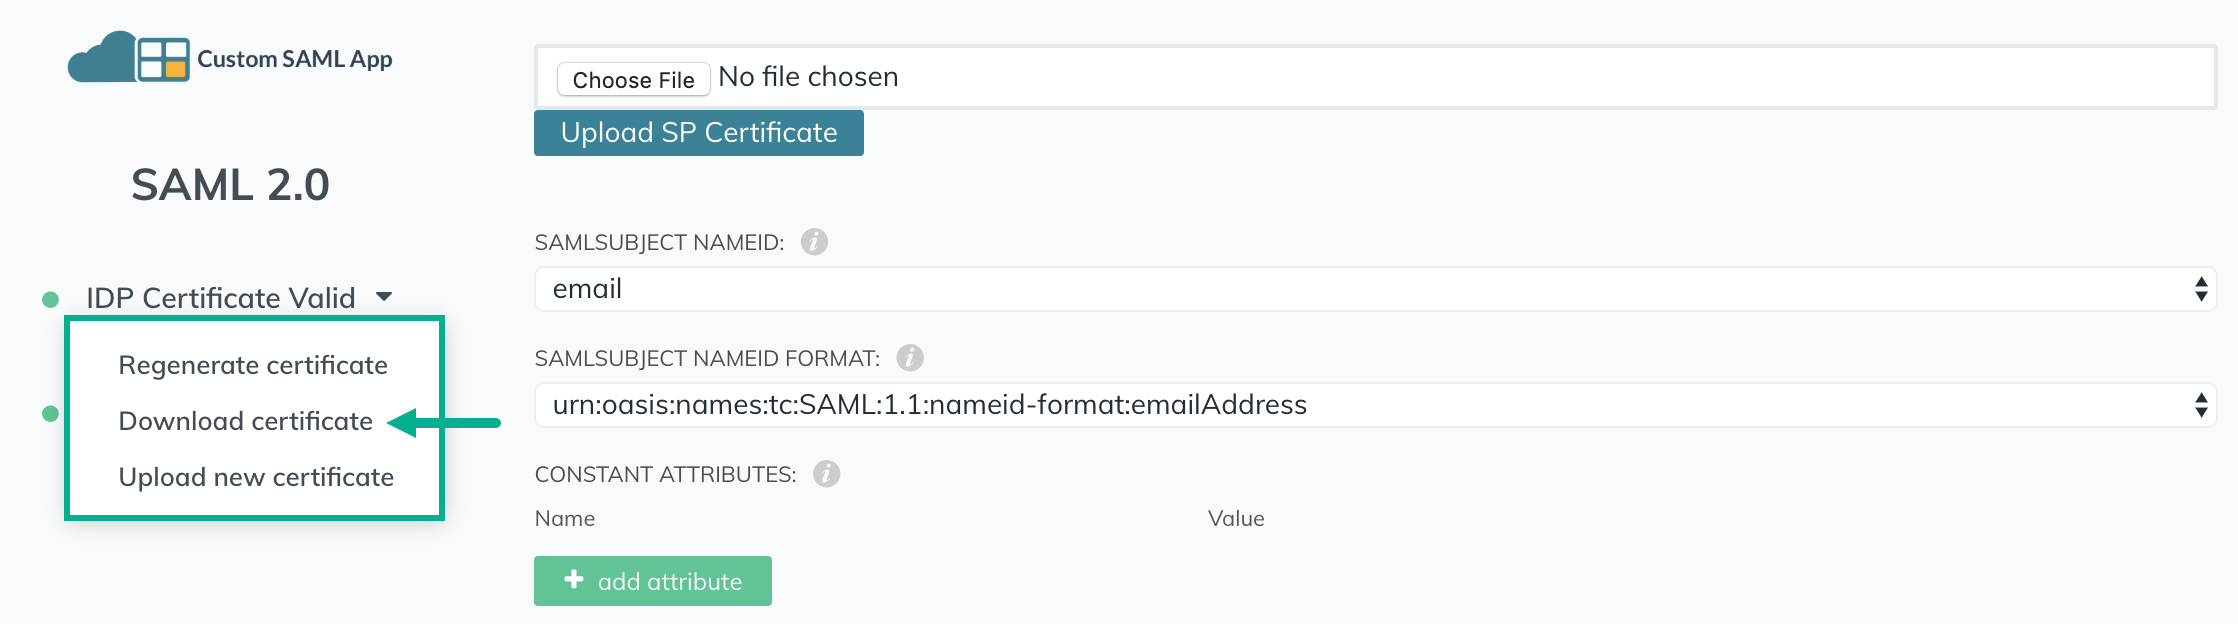 Custom SAML App
SAML 2.0
IDP Certificate Valid
Regenerate certificate
Download certificate
Upload new certificate
Choose File No file chosen
Upload SP Certificate
SAMLSUBJECT NAMEID: i
email
SAMLSUBJECT NAMEID FORMAT: i
urn:oasis:names:tc:SAML:1.1:nameid-format:emailAddress
CONSTANT ATTRIBUTES: i
Name Value
+ add attribute